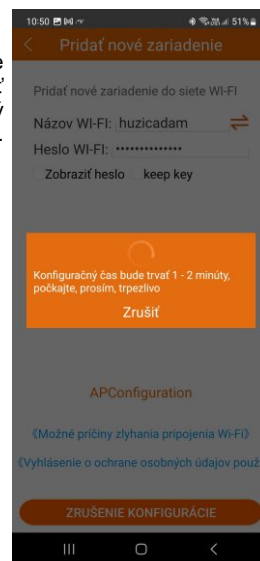 10:50 51%
Pridať nové zariadenie
Pridať nové zariadenie do siete WI-FI
Názov WI-FI: huzicadam
Heslo WI-FI: ••••••••••••••
Zobraziť heslo keep key
Konfiguračný čas bude trvať 1 - 2 minúty,
počkajte, prosím, trpezlivo
Zrušiť
APConfiguration
《Možné príčiny zlyhania pripojenia Wi-Fi》
《Vyhlásenie o ochrane osobných údajov použ
ZRUŠENIE KONFIGURÁCIE